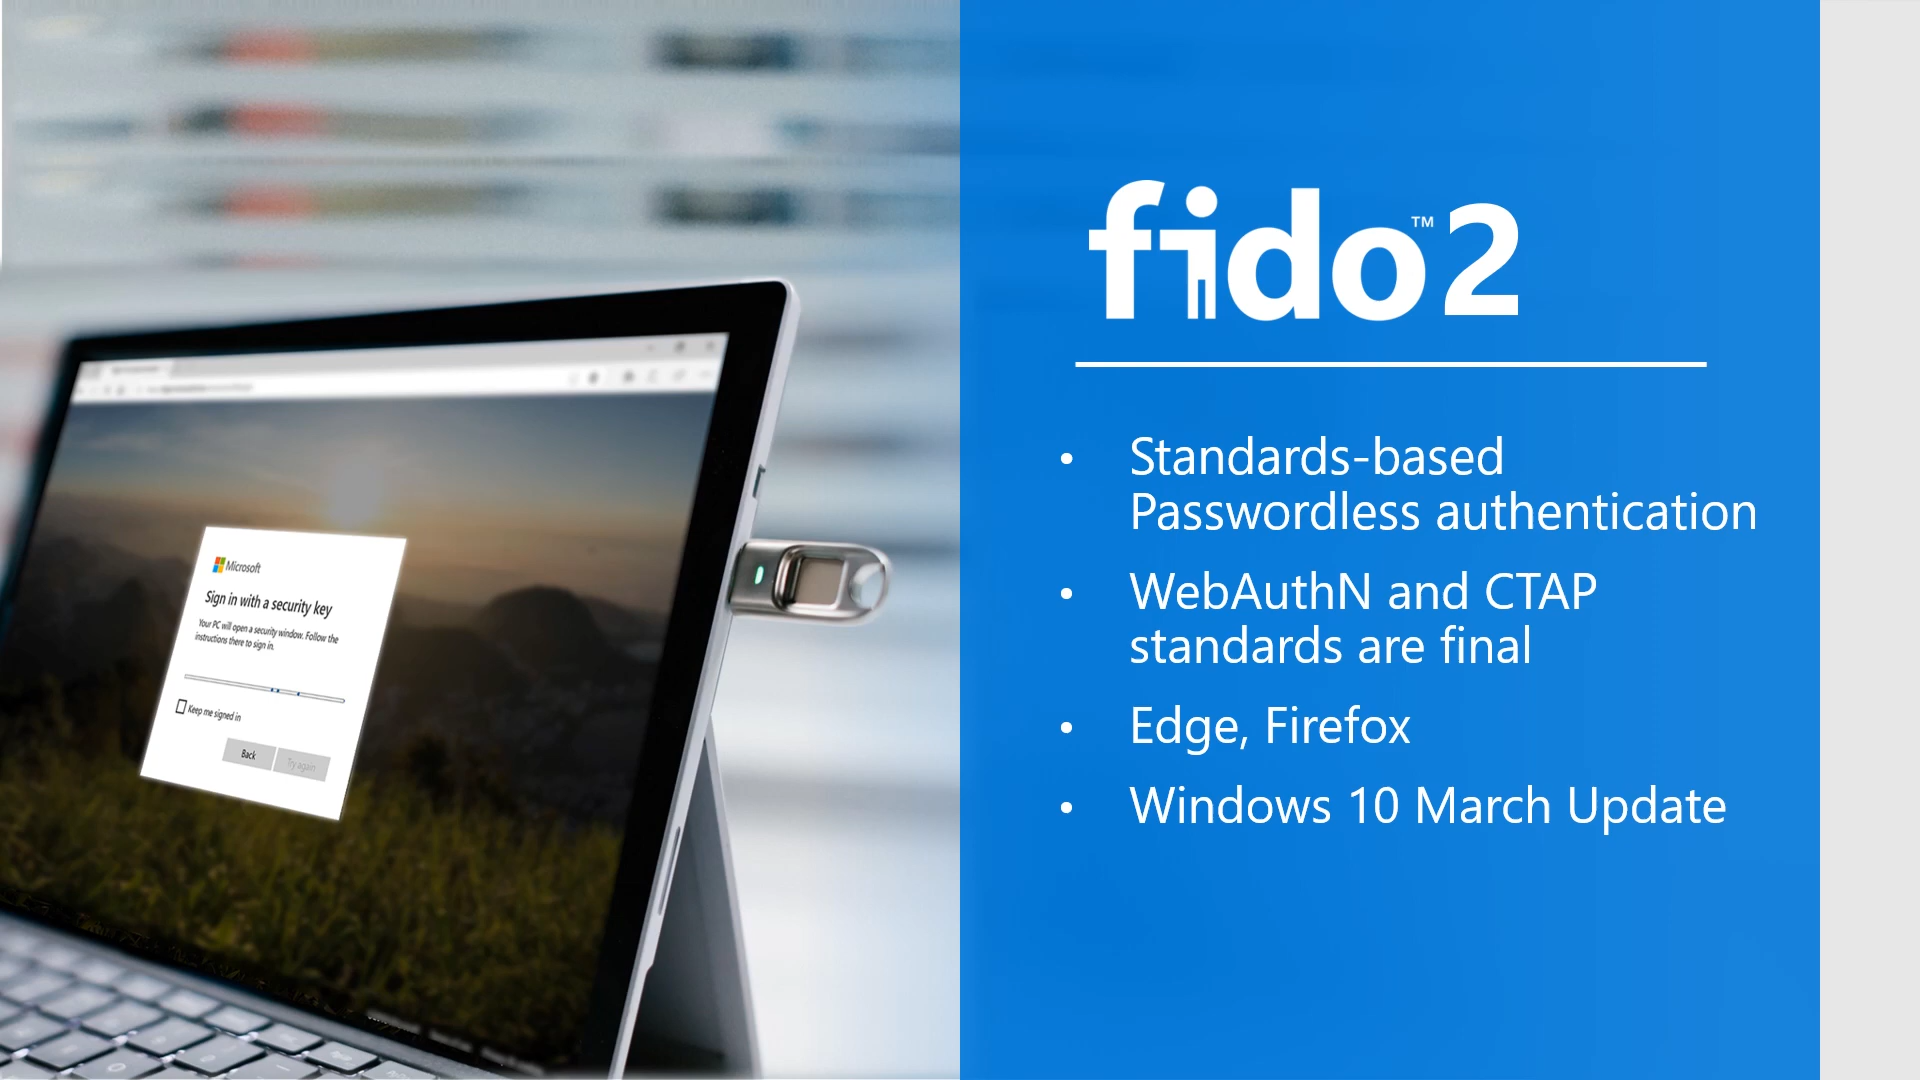 Microsoft
Sign in with a security key
Your PC will open a security window. Follow the
instructions there to sign in.
Keep me signed in
Back
Try again
fido™2
• Standards-based
Passwordless authentication
• WebAuthN and CTAP
standards are final
• Edge, Firefox
• Windows 10 March Update